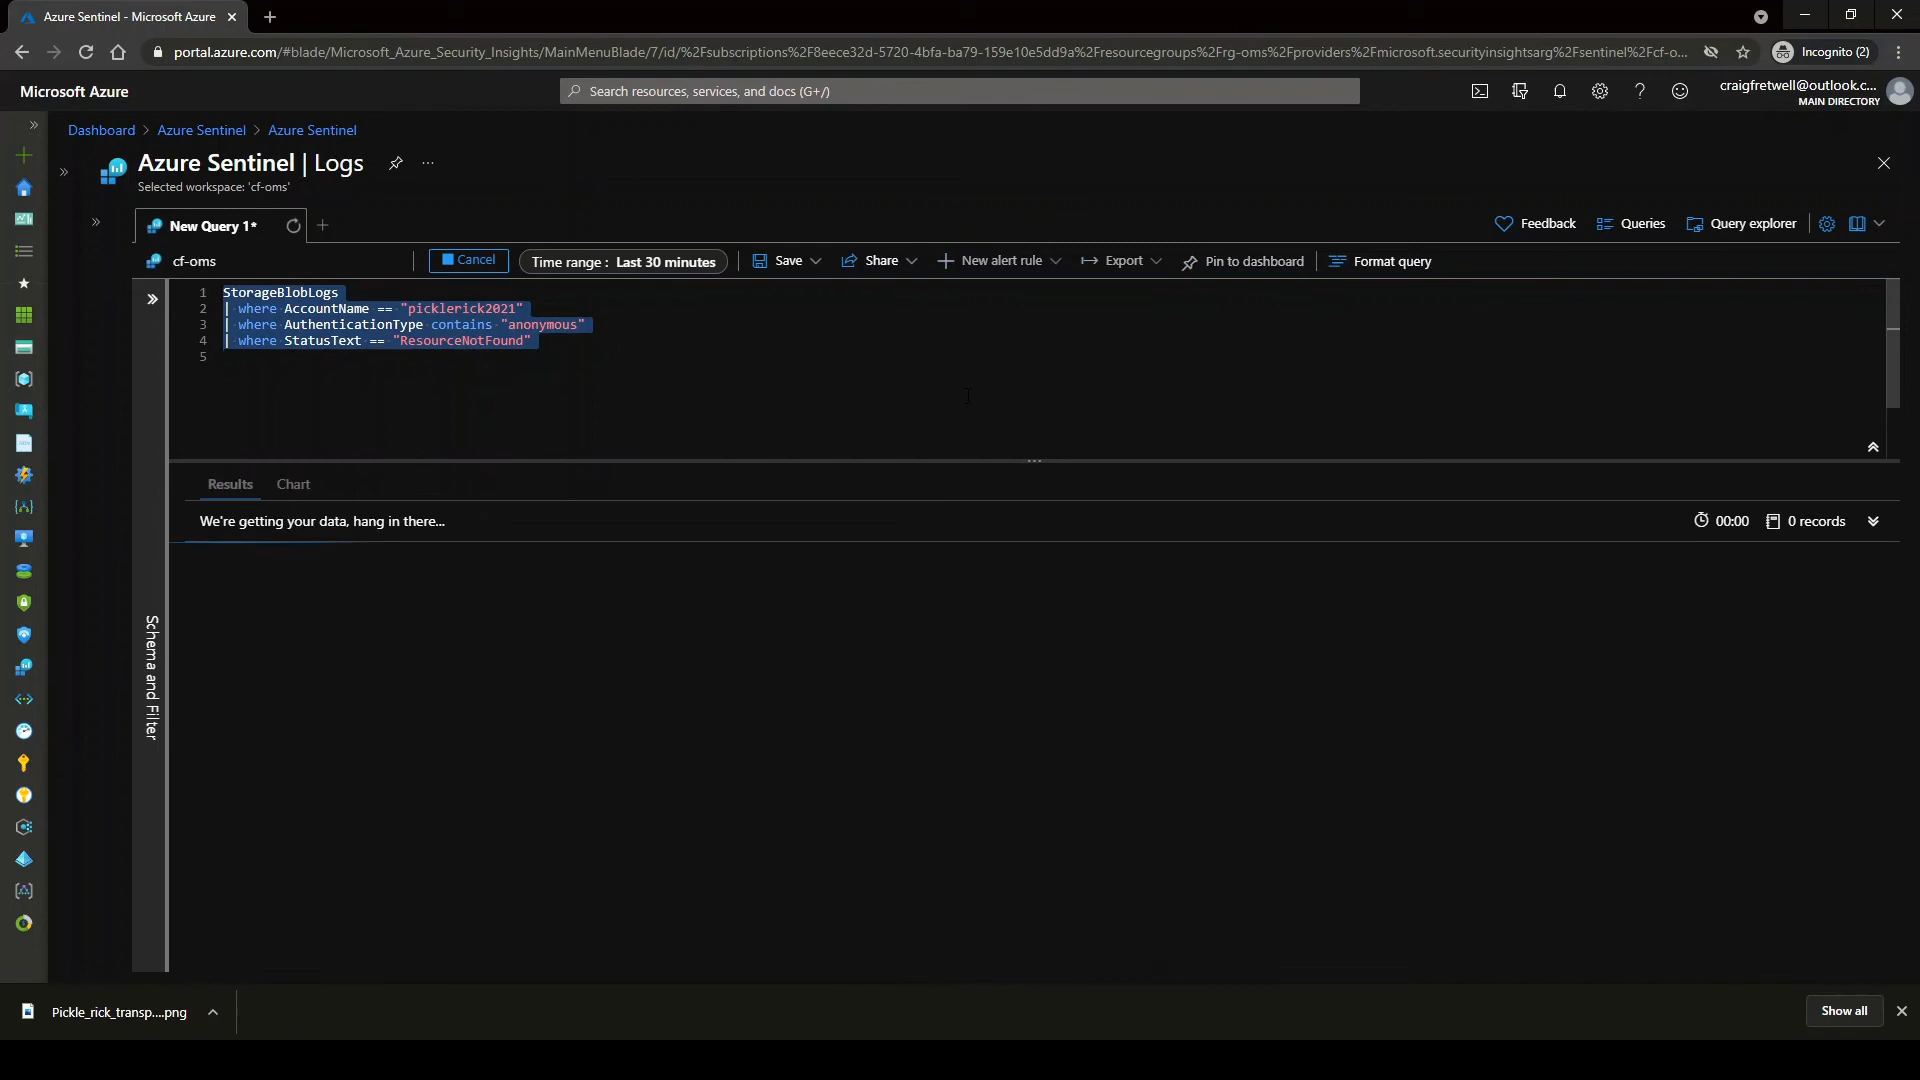 Azure Sentinel - Microsoft Azure
portal.azure.com/#blade/Microsoft_Azure_Security_Insights/MainMenuBlade/7/id/%2Fsubscriptions%2F8eece32d-5720-4bfa-ba79-159e10e5dd9a%2Fresourcegroups%2Frg-oms%2Fproviders%2Fmicrosoft.securityinsightsarg%2Fsentinel%2Fcf-o...
Incognito (2)
Microsoft Azure
Search resources, services, and docs (G+/)
craigfretwell@outlook.c...
MAIN DIRECTORY
Dashboard > Azure Sentinel > Azure Sentinel
Azure Sentinel | Logs
Selected workspace: 'cf-oms'
New Query 1*
Feedback
Queries
Query explorer
cf-oms
Cancel
Time range : Last 30 minutes
Save
Share
New alert rule
Export
Pin to dashboard
Format query
1 StorageBlobLogs
2 | where AccountName == "picklerick2021"
3 | where AuthenticationType contains "anonymous"
4 | where StatusText == "ResourceNotFound"
5
Results
Chart
We're getting your data, hang in there...
00:00
0 records
Schema and Filter
Pickle_rick_transp....png
Show all